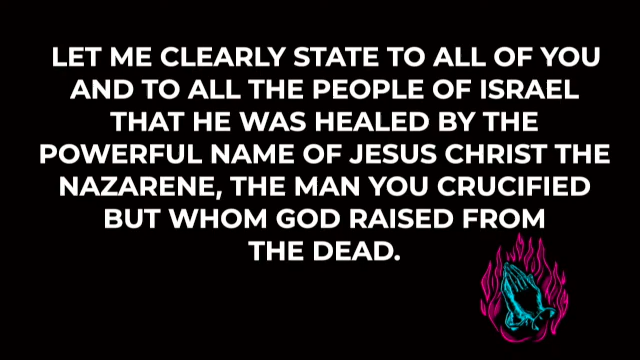 LET ME CLEARLY STATE TO ALL OF YOU
AND TO ALL THE PEOPLE OF ISRAEL
THAT HE WAS HEALED BY THE
POWERFUL NAME OF JESUS CHRIST THE
NAZARENE, THE MAN YOU CRUCIFIED
BUT WHOM GOD RAISED FROM
THE DEAD.